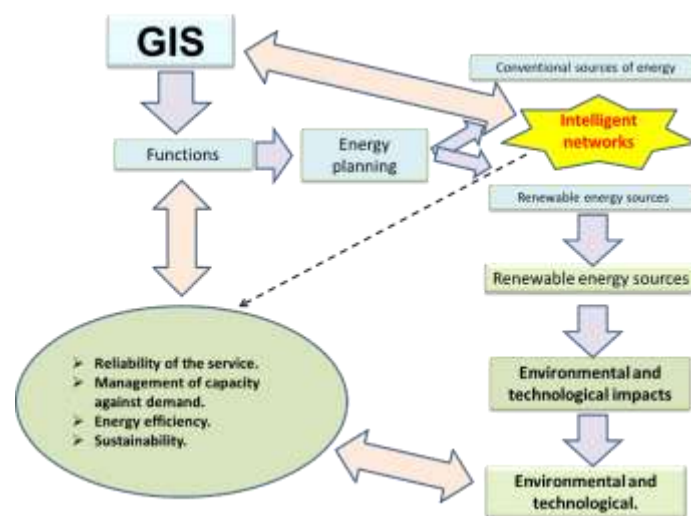 GIS
Conventional sources of energy
Intelligent
networks
Functions
Energy
planning
Renewable energy sources
Renewable energy sources
➤ Reliability of the service.
➤ Management of capacity
against demand.
➤ Energy efficiency.
➤ Sustainability.
Environmental and
technological impacts
Environmental and
technological.